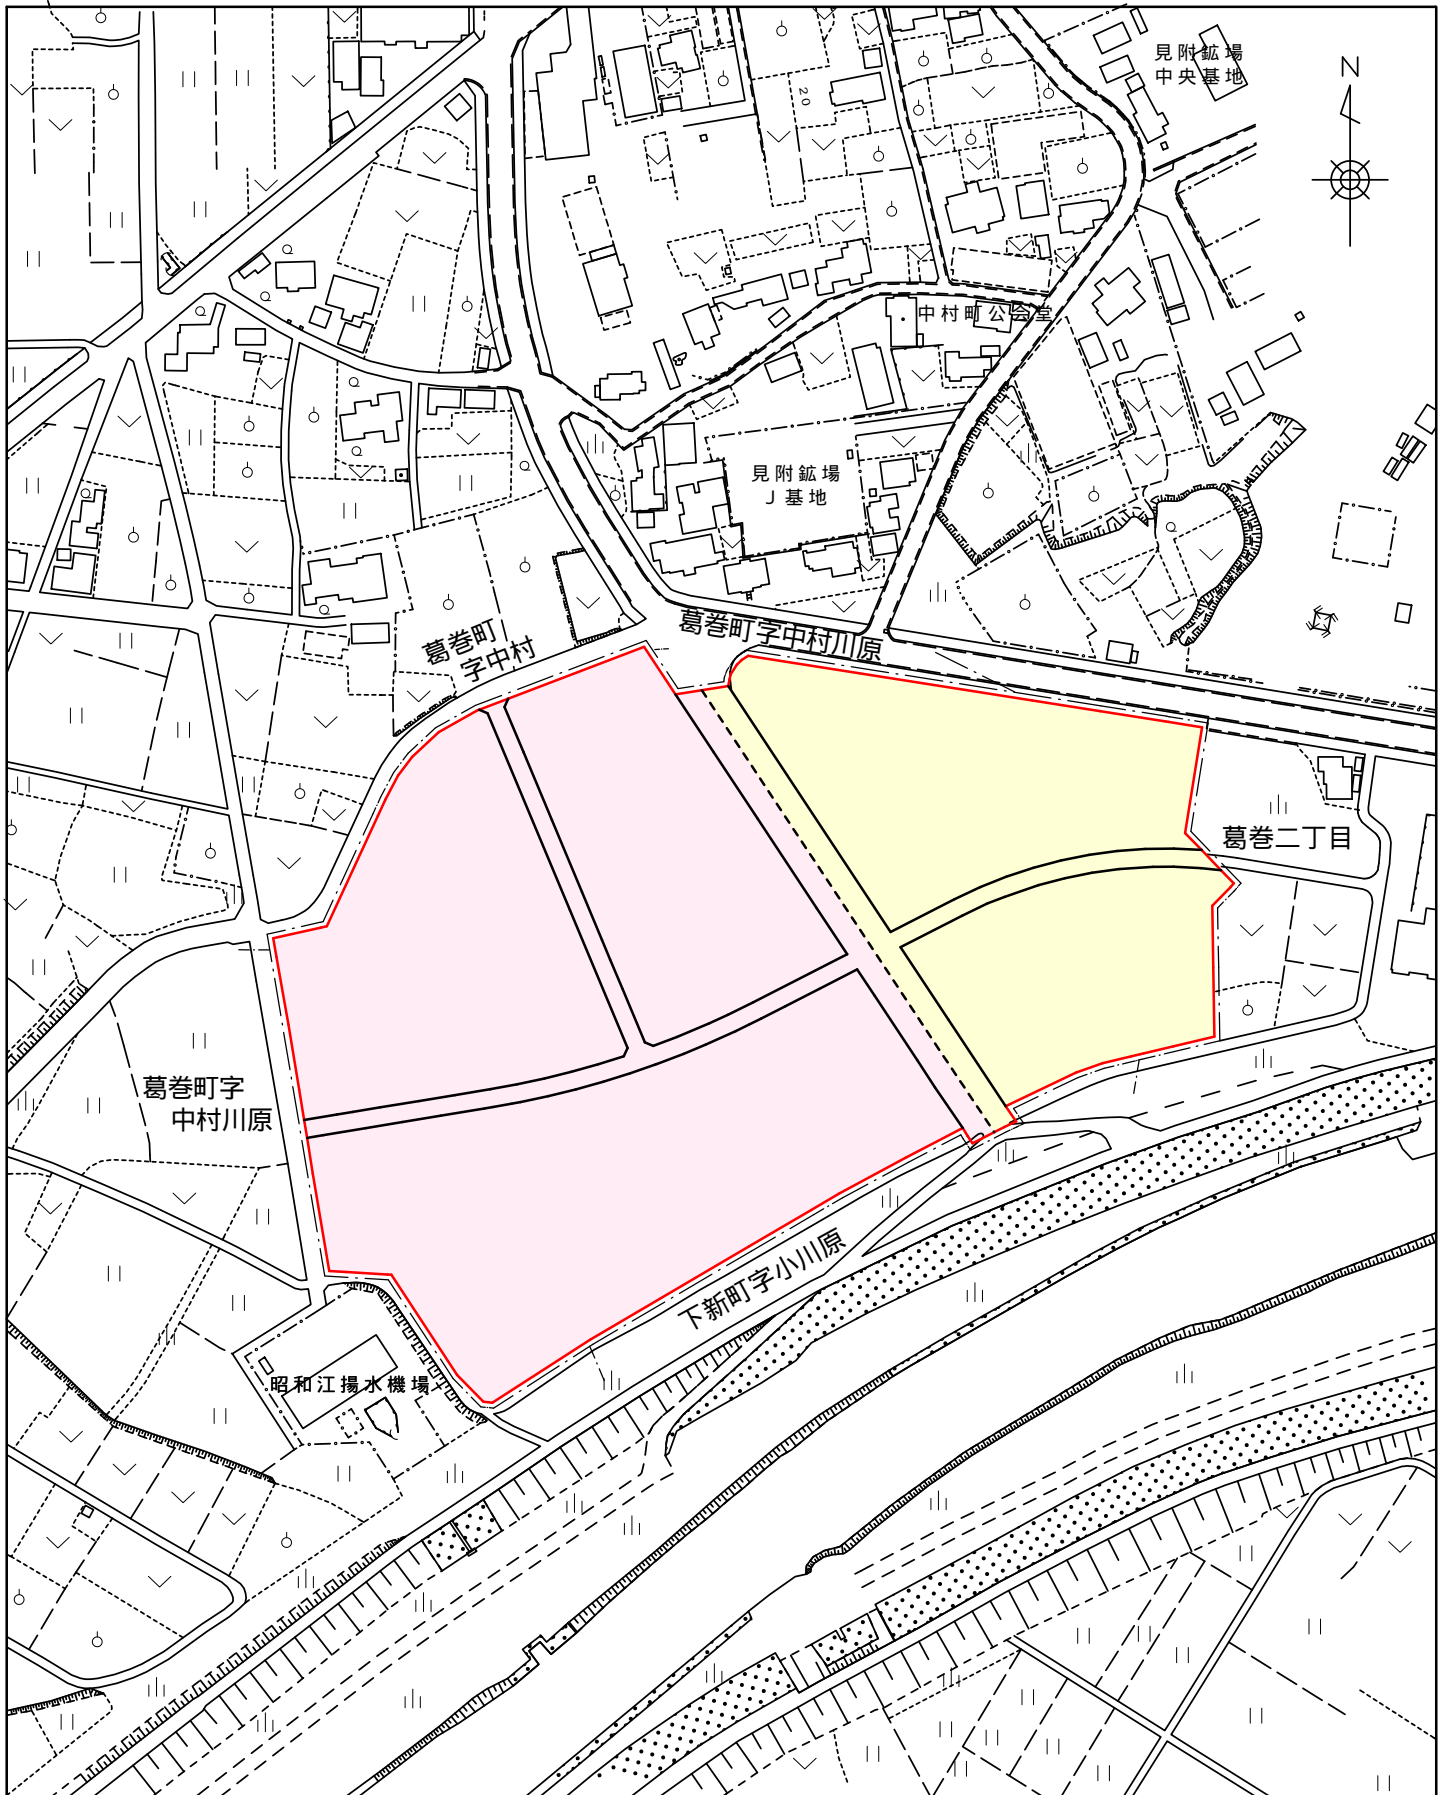 見附鉱場
中央基地
N
20
中村町公会堂
見附鉱場
J基地
葛巻町
字中村
葛巻町字中村川原
葛巻二丁目
葛巻町字
中村川原
下新町字小川原
昭和江揚水機場